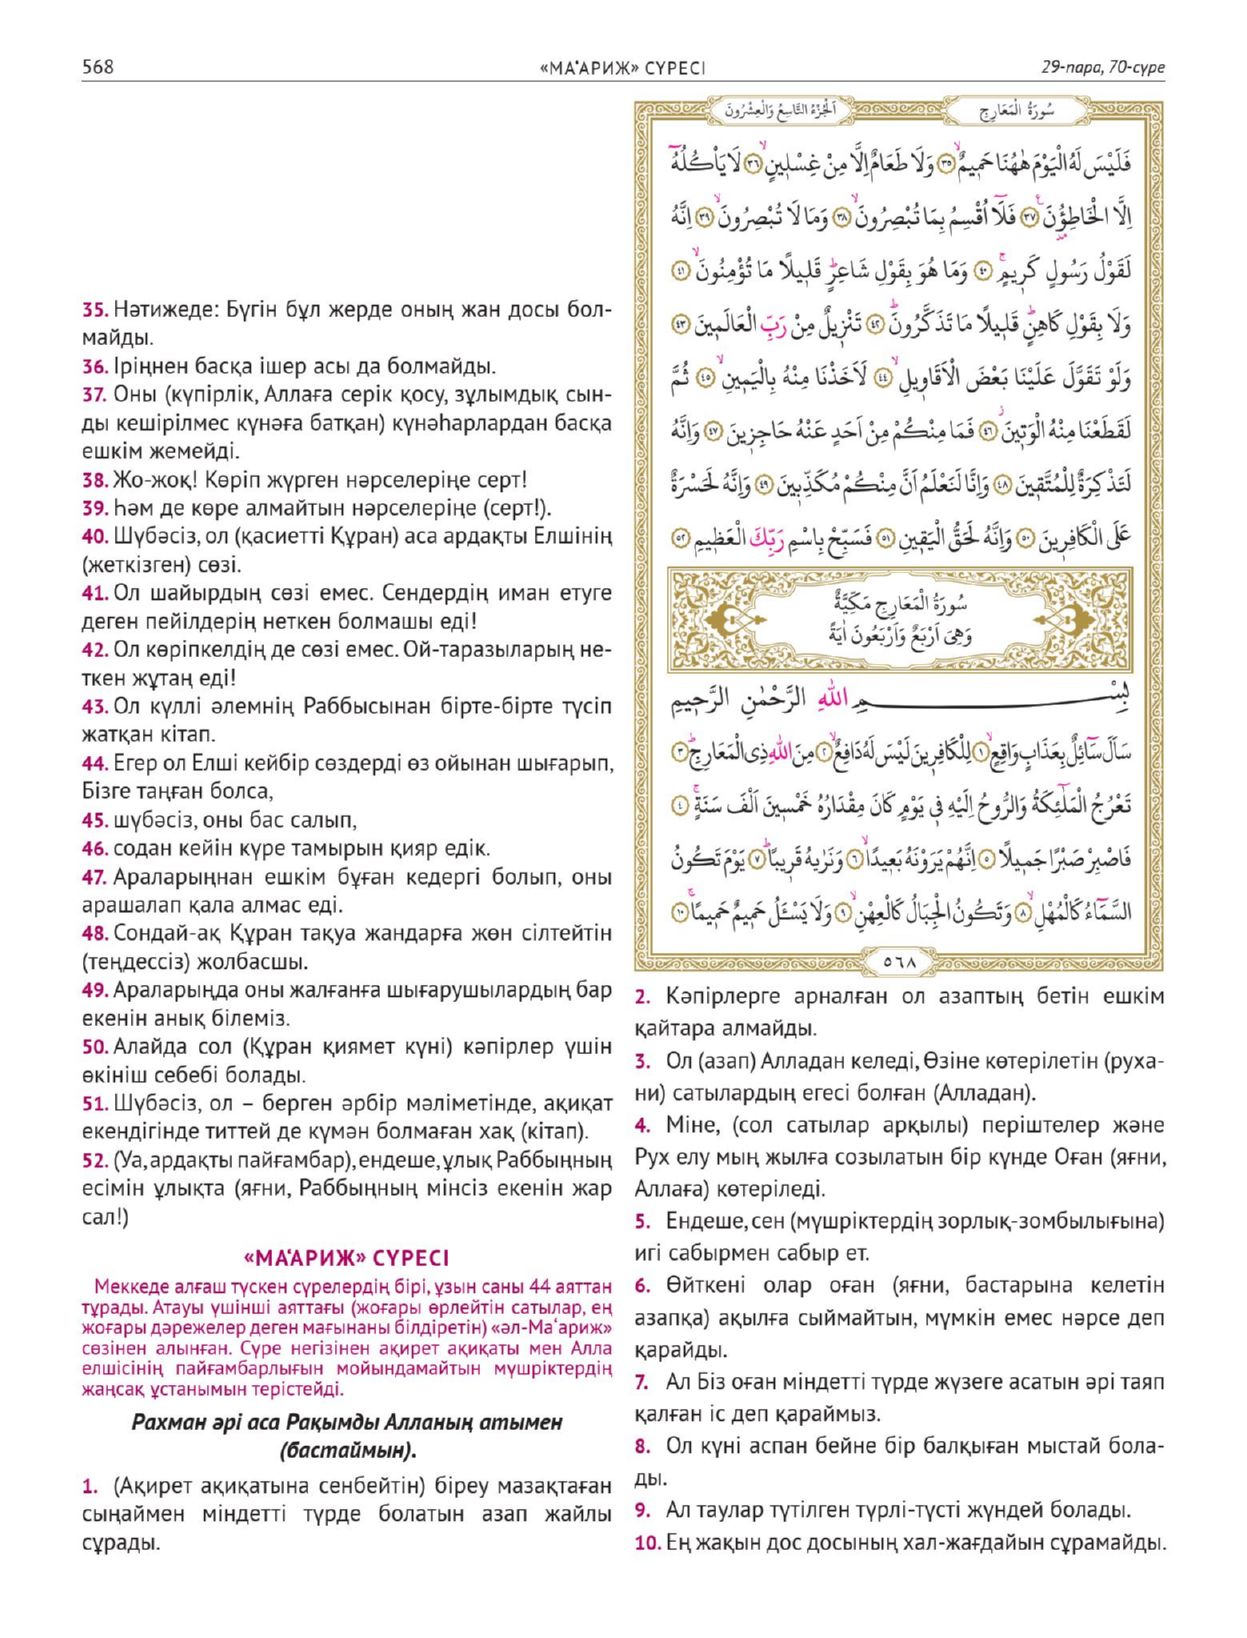 568
«МАʻАРИЖ» СҮРЕСІ
29-пара, 70-сүре
35. Нәтижеде: Бүгін бұл жерде оның жан досы бол-
майды.
36. Іріңнен басқа ішер асы да болмайды.
37. Оны (күпірлік, Аллаға серік қосу, зұлымдық сын-
ды кешірілмес күнәға батқан) күнәһарлардан басқа
ешкім жемейді.
38. Жо-жоқ! Көріп жүрген нәрселеріңе серт!
39. Һәм де көре алмайтын нәрселеріңе (серт!).
40. Шүбәсіз, ол (қасиетті Құран) аса ардақты Елшінің
(жеткізген) сөзі.
41. Ол шайырдың сөзі емес. Сендердің иман етуге
деген пейілдерің неткен болмашы еді!
42. Ол көріпкелдің де сөзі емес. Ой-таразыларың не-
ткен жұтаң еді!
43. Ол күллі әлемнің Раббысынан бірте-бірте түсіп
жатқан кітап.
44. Егер ол Елші кейбір сөздерді өз ойынан шығарып,
Бізге таңған болса,
45. шүбәсіз, оны бас салып,
46. содан кейін күре тамырын қияр едік.
47. Араларыңнан ешкім бұған кедергі болып, оны
арашалап қала алмас еді.
48. Сондай-ақ Құран тақуа жандарға жөн сілтейтін
(теңдессіз) жолбасшы.
49. Араларыңда оны жалғанға шығарушылардың бар
екенін анық білеміз.
50. Алайда сол (Құран қиямет күні) кәпірлер үшін
өкініш себебі болады.
51. Шүбәсіз, ол – берген әрбір мәліметінде, ақиқат
екендігінде титтей де күмән болмаған хақ (кітап).
52. (Уа, ардақты пайғамбар), ендеше, ұлық Раббыңның
есімін ұлықта (яғни, Раббыңның мінсіз екенін жар
сал!)
«МАʻАРИЖ» СҮРЕСІ
Меккеде алғаш түскен сүрелердің бірі, ұзын саны 44 аяттан
тұрады. Атауы үшінші аяттағы (жоғары өрлейтін сатылар, ең
жоғары дәрежелер деген мағынаны білдіретін) «әл-Маʻариж»
сөзінен алынған. Сүре негізінен ақирет ақиқаты мен Алла
елшісінің пайғамбарлығын мойындамайтын мүшріктердің
жаңсақ ұстанымын терістейді.
Рахман әрі аса Рақымды Алланың атымен
(бастаймын).
1. (Ақирет ақиқатына сенбейтін) біреу мазақтаған
сыңаймен міндетті түрде болатын азап жайлы
сұрады.
سُورَةُ الْمَعَارِجِ
اَلْجُزْءُ التَّاسِعُ وَالْعِشْرُونَ
فَلَيْسَ لَهُ الْيَوْمَ هٰهُنَا حَمِيمٌۙ ﴿٣٥﴾ وَلَا طَعَامٌ اِلَّا مِنْ غِسْلِينٍۙ ﴿٣٦﴾ لَا يَأْكُلُهُٓ
اِلَّا الْخَاطِؤُ۫نَ۟ ﴿٣٧﴾ فَلَٓا اُقْسِمُ بِمَا تُبْصِرُونَۙ ﴿٣٨﴾ وَمَا لَا تُبْصِرُونَۙ ﴿٣٩﴾ اِنَّهُ
لَقَوْلُ رَسُولٍ كَرِيمٍۚ ﴿٤٠﴾ وَمَا هُوَ بِقَوْلِ شَاعِرٍۜ قَلِيلًا مَا تُؤْمِنُونَۙ ﴿٤١﴾
وَلَا بِقَوْلِ كَاهِنٍۜ قَلِيلًا مَا تَذَكَّرُونَۜ ﴿٤٢﴾ تَنْزِيلٌ مِنْ رَبِّ الْعَالَمِينَ ﴿٤٣﴾
وَلَوْ تَقَوَّلَ عَلَيْنَا بَعْضَ الْاَقَاوِيلِۙ ﴿٤٤﴾ لَاَخَذْنَا مِنْهُ بِالْيَمِينِۙ ﴿٤٥﴾ ثُمَّ
لَقَطَعْنَا مِنْهُ الْوَتِينَۘ ﴿٤٦﴾ فَمَا مِنْكُمْ مِنْ اَحَدٍ عَنْهُ حَاجِزِينَ ﴿٤٧﴾ وَاِنَّهُ
لَتَذْكِرَةٌ لِلْمُتَّقِينَ ﴿٤٨﴾ وَاِنَّا لَنَعْلَمُ اَنَّ مِنْكُمْ مُكَذِّبِينَ ﴿٤٩﴾ وَاِنَّهُ لَحَسْرَةٌ
عَلَى الْكَافِرِينَ ﴿٥٠﴾ وَاِنَّهُ لَحَقُّ الْيَقِينِ ﴿٥١﴾ فَسَبِّحْ بِاسْمِ رَبِّكَ الْعَظِيمِ ﴿٥٢﴾
سُورَةُ الْمَعَارِجِ مَكِّيَّةٌ
وَهِيَ اَرْبَعٌ وَاَرْبَعُونَ اٰيَةً
بِسْمِ اللّٰهِ الرَّحْمٰنِ الرَّحِيمِ
سَاَلَ سَٓائِلٌ بِعَذَابٍ وَاقِعٍۙ ﴿١﴾ لِلْكَافِرِينَ لَيْسَ لَهُ دَافِعٌۙ ﴿٢﴾ مِنَ اللّٰهِ ذِي الْمَعَارِجِۜ ﴿٣﴾
تَعْرُجُ الْمَلٰٓئِكَةُ وَالرُّوحُ اِلَيْهِ فِي يَوْمٍ كَانَ مِقْدَارُهُ خَمْسِينَ اَلْفَ سَنَةٍۚ ﴿٤﴾
فَاصْبِرْ صَبْرًا جَمِيلًا ﴿٥﴾ اِنَّهُمْ يَرَوْنَهُ بَعِيدًاۙ ﴿٦﴾ وَنَرٰيهُ قَرِيبًاۜ ﴿٧﴾ يَوْمَ تَكُونُ
السَّمَٓاءُ كَالْمُهْلِۙ ﴿٨﴾ وَتَكُونُ الْجِبَالُ كَالْعِهْنِۙ ﴿٩﴾ وَلَا يَسْـَٔلُ حَمِيمٌ حَمِيمًاۚ ﴿١٠﴾
٥٦٨
2. Кәпірлерге арналған ол азаптың бетін ешкім
қайтара алмайды.
3. Ол (азап) Алладан келеді, Өзіне көтерілетін (руха-
ни) сатылардың егесі болған (Алладан).
4. Міне, (сол сатылар арқылы) періштелер және
Рух елу мың жылға созылатын бір күнде Оған (яғни,
Аллаға) көтеріледі.
5. Ендеше, сен (мүшріктердің зорлық-зомбылығына)
игі сабырмен сабыр ет.
6. Өйткені олар оған (яғни, бастарына келетін
азапқа) ақылға сыймайтын, мүмкін емес нәрсе деп
қарайды.
7. Ал Біз оған міндетті түрде жүзеге асатын әрі таяп
қалған іс деп қараймыз.
8. Ол күні аспан бейне бір балқыған мыстай бола-
ды.
9. Ал таулар түтілген түрлі-түсті жүндей болады.
10. Ең жақын дос досының хал-жағдайын сұрамайды.